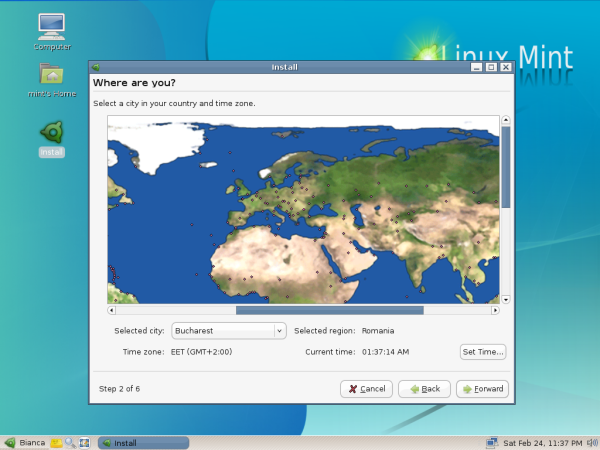 Computer
mint's Home
Install
Linux Mint
Install
Where are you?
Select a city in your country and time zone.
Selected city: Bucharest Selected region: Romania
Time zone: EET (GMT+2:00) Current time: 01:37:14 AM Set Time...
Step 2 of 6 Cancel Back Forward
Bianca Install Sat Feb 24, 11:37 PM